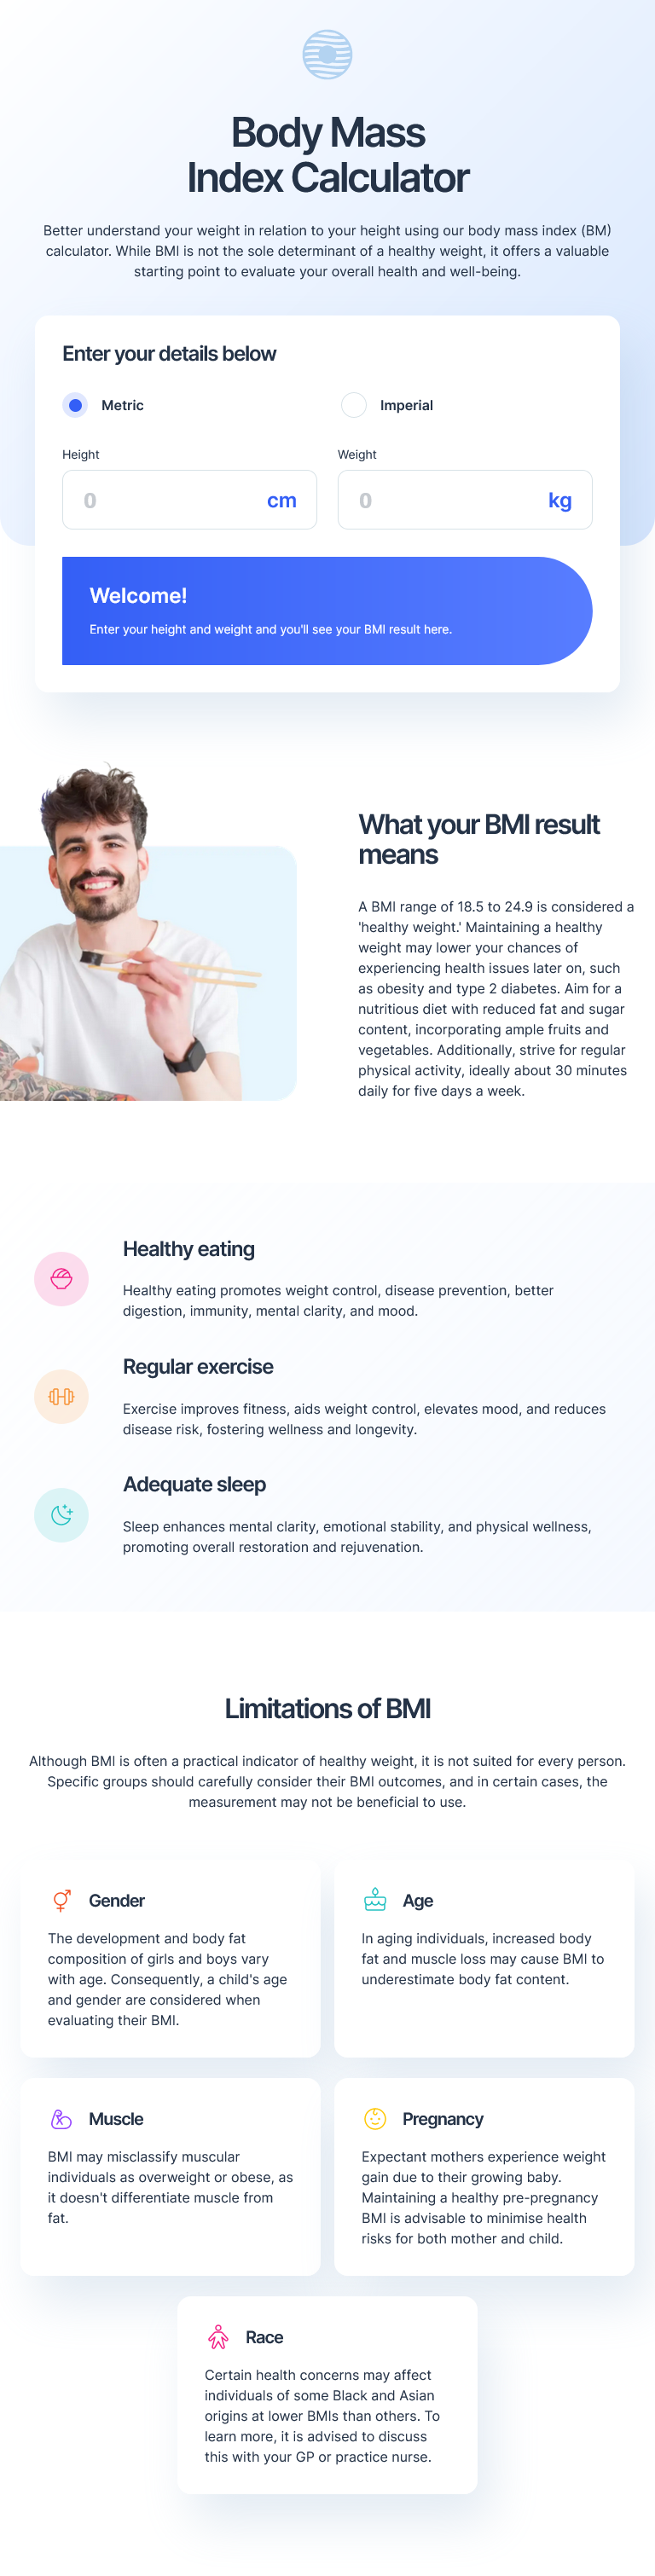 Body Mass
Index Calculator
Better understand your weight in relation to your height using our body mass index (BM)
calculator. While BMI is not the sole determinant of a healthy weight, it offers a valuable
starting point to evaluate your overall health and well-being.
Enter your details below
Metric
Imperial
Height
Weight
0 cm
0 kg
Welcome!
Enter your height and weight and you'll see your BMI result here.
What your BMI result
means
A BMI range of 18.5 to 24.9 is considered a
'healthy weight.' Maintaining a healthy
weight may lower your chances of
experiencing health issues later on, such
as obesity and type 2 diabetes. Aim for a
nutritious diet with reduced fat and sugar
content, incorporating ample fruits and
vegetables. Additionally, strive for regular
physical activity, ideally about 30 minutes
daily for five days a week.
Healthy eating
Healthy eating promotes weight control, disease prevention, better
digestion, immunity, mental clarity, and mood.
Regular exercise
Exercise improves fitness, aids weight control, elevates mood, and reduces
disease risk, fostering wellness and longevity.
Adequate sleep
Sleep enhances mental clarity, emotional stability, and physical wellness,
promoting overall restoration and rejuvenation.
Limitations of BMI
Although BMI is often a practical indicator of healthy weight, it is not suited for every person.
Specific groups should carefully consider their BMI outcomes, and in certain cases, the
measurement may not be beneficial to use.
Gender
The development and body fat
composition of girls and boys vary
with age. Consequently, a child's age
and gender are considered when
evaluating their BMI.
Age
In aging individuals, increased body
fat and muscle loss may cause BMI to
underestimate body fat content.
Muscle
BMI may misclassify muscular
individuals as overweight or obese, as
it doesn't differentiate muscle from
fat.
Pregnancy
Expectant mothers experience weight
gain due to their growing baby.
Maintaining a healthy pre-pregnancy
BMI is advisable to minimise health
risks for both mother and child.
Race
Certain health concerns may affect
individuals of some Black and Asian
origins at lower BMIs than others. To
learn more, it is advised to discuss
this with your GP or practice nurse.